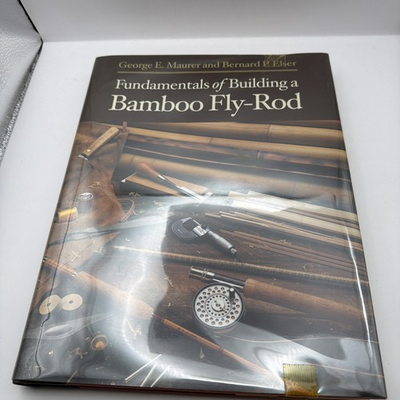 George E. Maurer and Bernard P. Elser
Fundamentals of Building a
Bamboo Fly-Rod